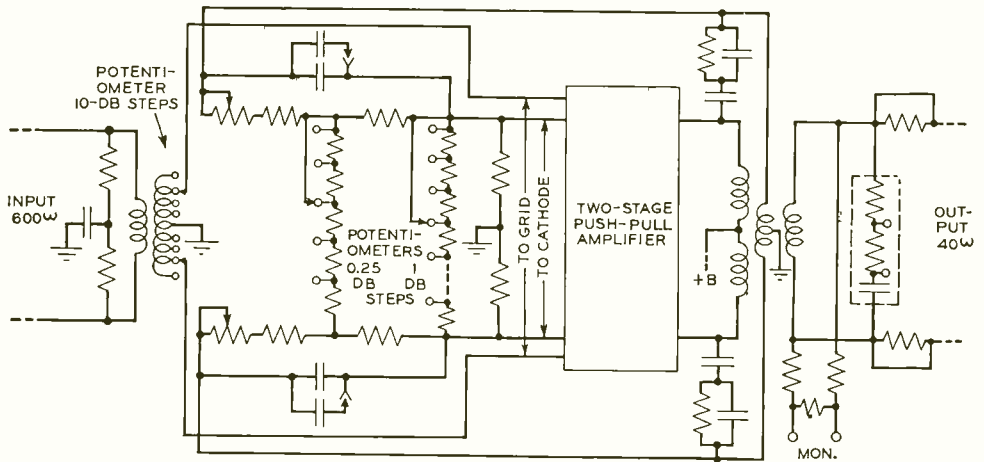 POTENTI-
OMETER
10-DB STEPS
INPUT
600ω
POTENTI-
OMETERS
0.25 1
DB DB
STEPS
TO GRID
TO CATHODE
TWO-STAGE
PUSH-PULL
AMPLIFIER
+B
OUT-
PUT
40ω
MON.